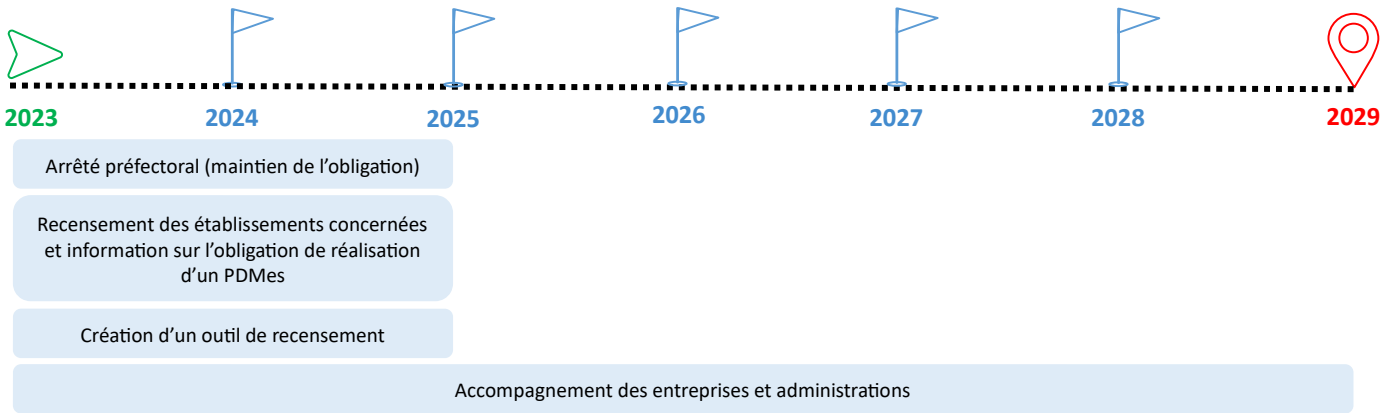 2023
2024
2025
2026
2027
2028
2029
Arrêté préfectoral (maintien de l’obligation)
Recensement des établissements concernées
et information sur l’obligation de réalisation
d’un PDMes
Création d’un outil de recensement
Accompagnement des entreprises et administrations